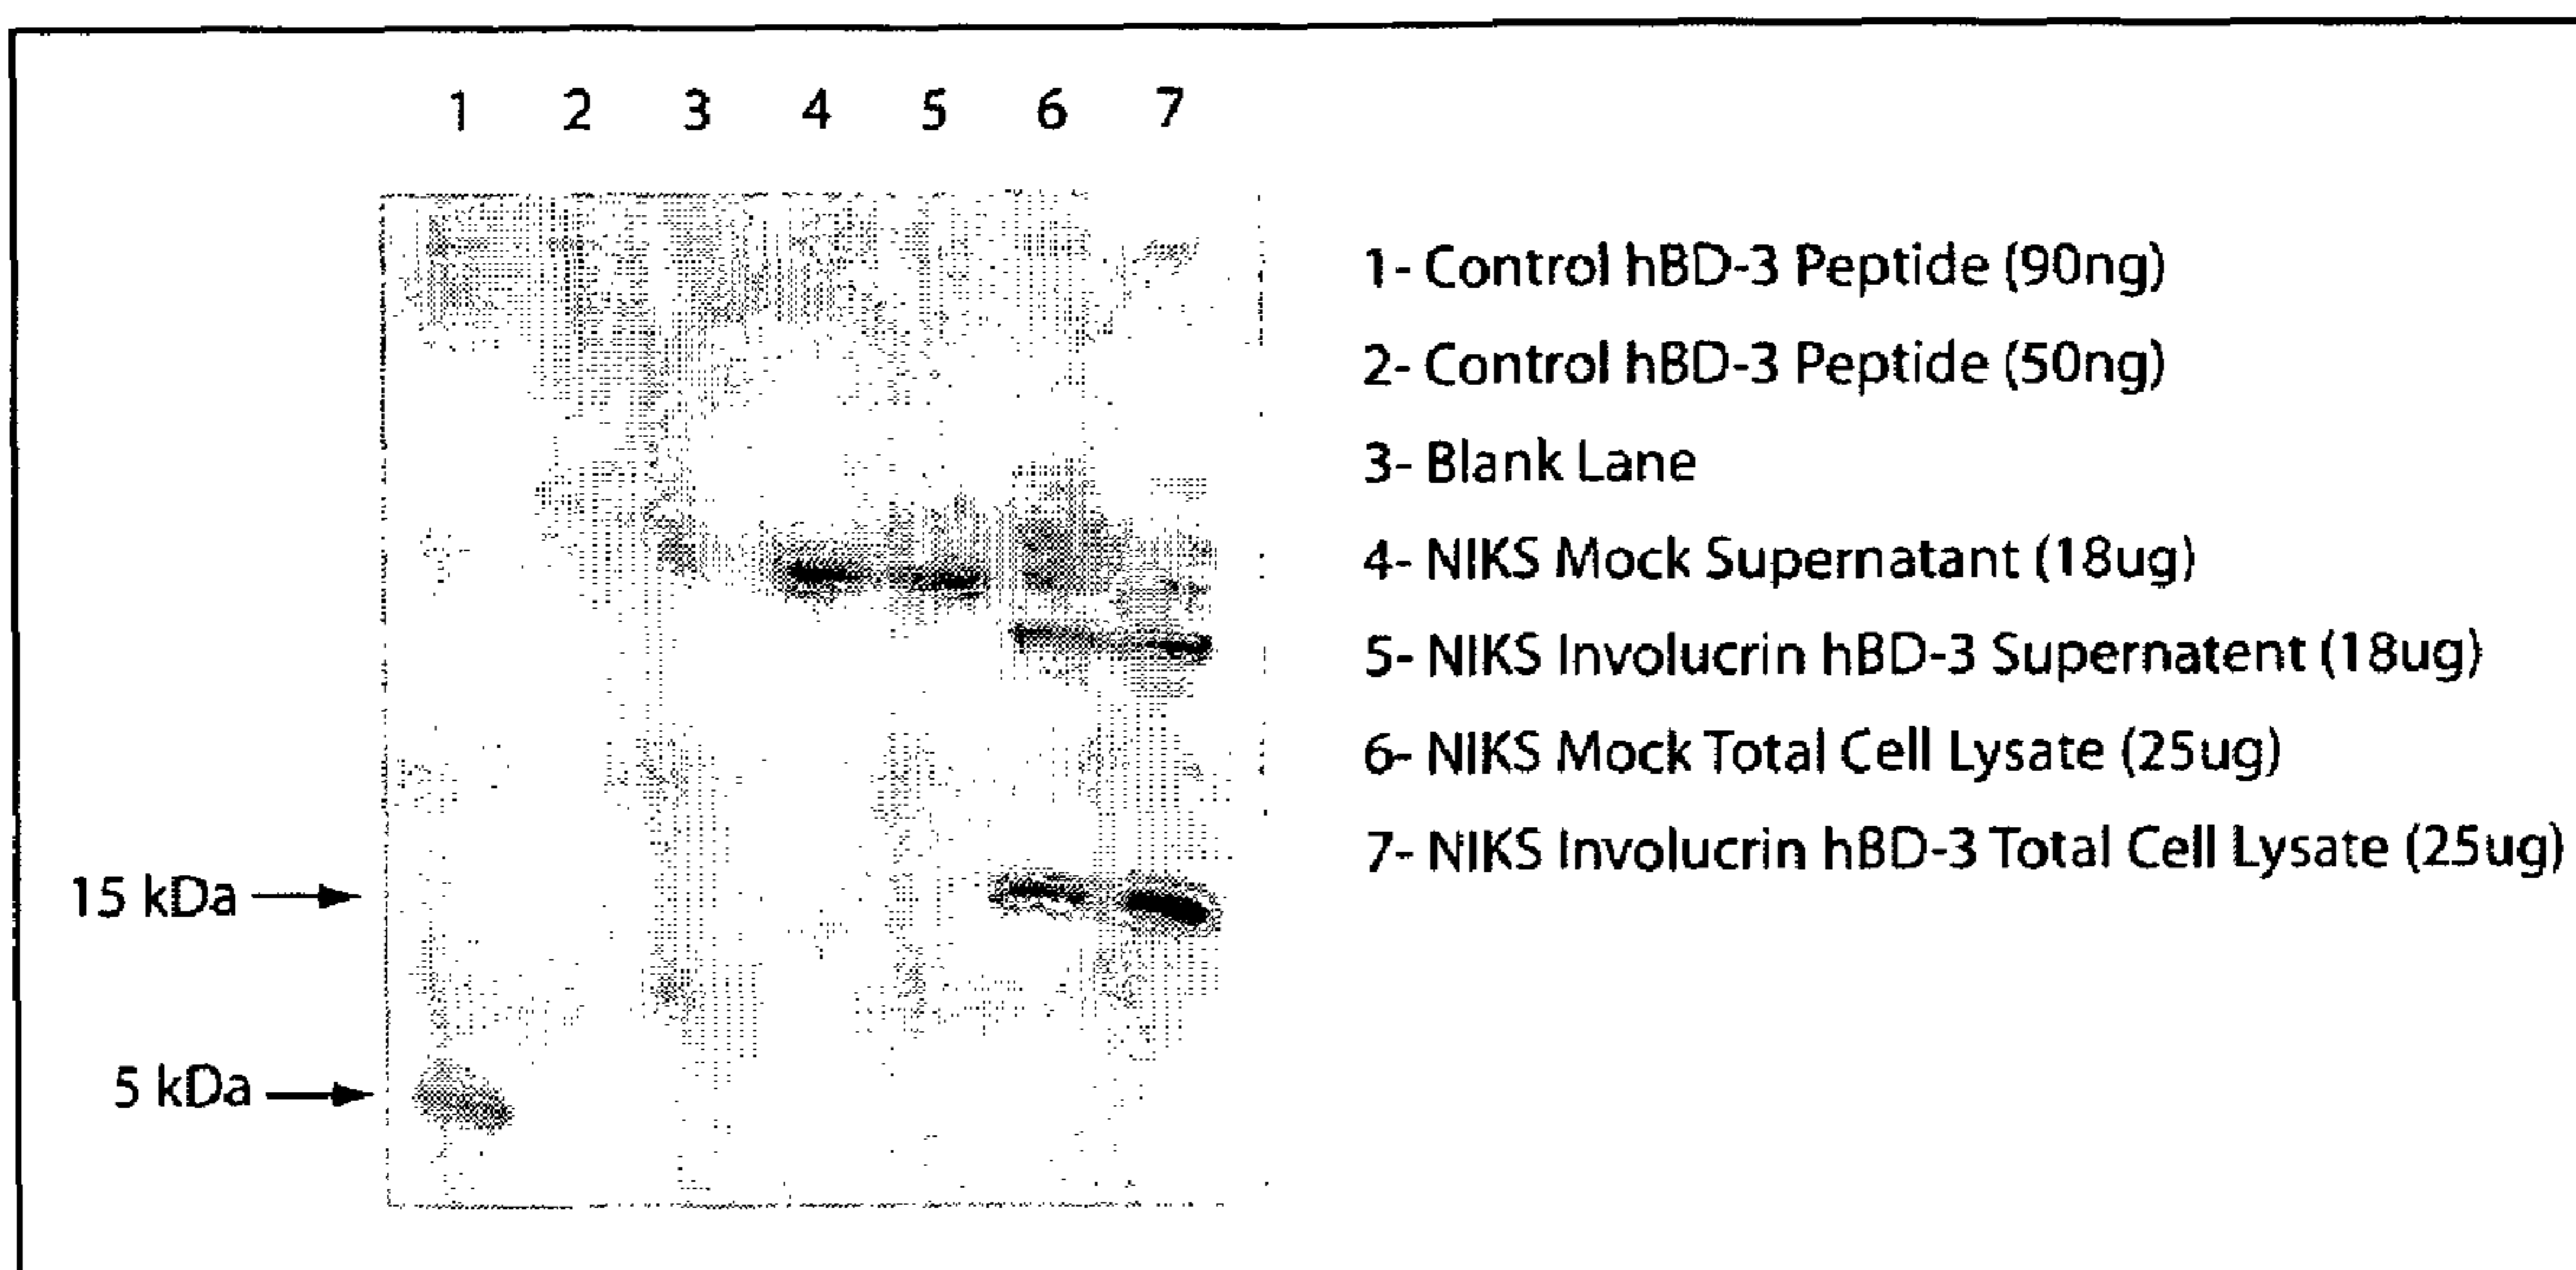 1 2 3 4 5 6 7
1- Control hBD-3 Peptide (90ng)
2- Control hBD-3 Peptide (50ng)
3- Blank Lane
4- NIKS Mock Supernatant (18ug)
5- NIKS Involucrin hBD-3 Supernatent (18ug)
6- NIKS Mock Total Cell Lysate (25ug)
7- NIKS Involucrin hBD-3 Total Cell Lysate (25ug)
15 kDa
5 kDa